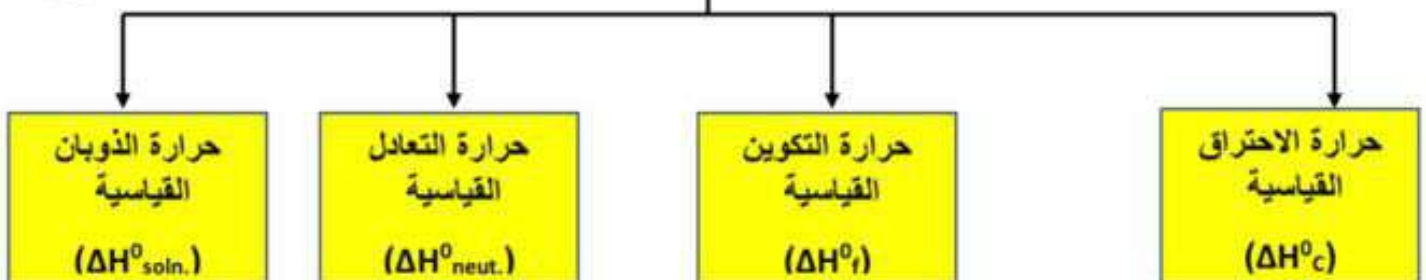 حرارة الاحتراق
القياسية
(ΔH⁰c)
حرارة التكوين
القياسية
(ΔH⁰f)
حرارة التعادل
القياسية
(ΔH⁰neut.)
حرارة الذوبان
القياسية
(ΔH⁰soln.)